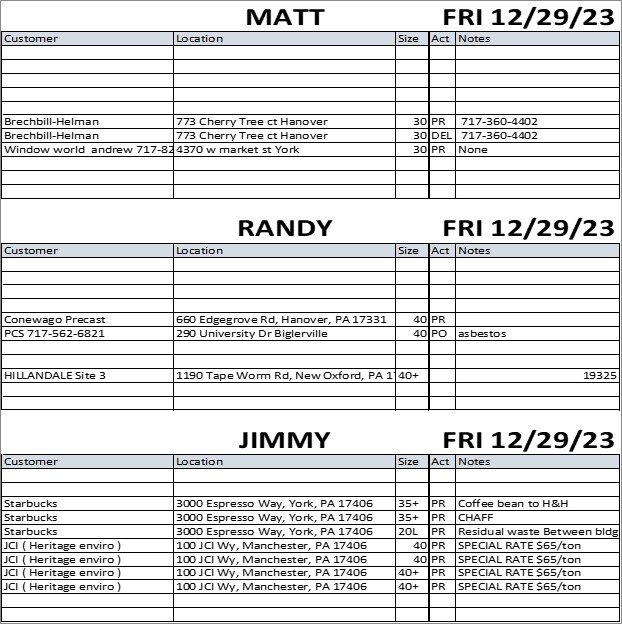 MATT FRI 12/29/23
Customer Location Size Act Notes
Brechbill-Helman 773 Cherry Tree ct Hanover 30 PR 717-360-4402
Brechbill-Helman 773 Cherry Tree ct Hanover 30 DEL 717-360-4402
Window world andrew 717-82 4370 w market st York 30 PR None
RANDY FRI 12/29/23
Customer Location Size Act Notes
Conewago Precast 660 Edgegrove Rd, Hanover, PA 17331 40 PR
PCS 717-562-6821 290 University Dr Biglerville 40 PO asbestos
HILLANDALE Site 3 1190 Tape Worm Rd, New Oxford, PA 1 40+ 19325
JIMMY FRI 12/29/23
Customer Location Size Act Notes
Starbucks 3000 Espresso Way, York, PA 17406 35+ PR Coffee bean to H&H
Starbucks 3000 Espresso Way, York, PA 17406 35+ PR CHAFF
Starbucks 3000 Espresso Way, York, PA 17406 20L PR Residual waste Between bldg
JCI ( Heritage enviro ) 100 JCI Wy, Manchester, PA 17406 40 PR SPECIAL RATE $65/ton
JCI ( Heritage enviro ) 100 JCI Wy, Manchester, PA 17406 40 PR SPECIAL RATE $65/ton
JCI ( Heritage enviro ) 100 JCI Wy, Manchester, PA 17406 40+ PR SPECIAL RATE $65/ton
JCI ( Heritage enviro ) 100 JCI Wy, Manchester, PA 17406 40+ PR SPECIAL RATE $65/ton